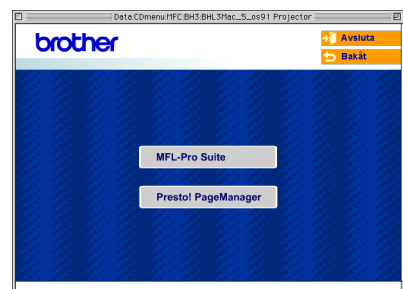 Data:CDmenu:MFC:BH3:BHL3Mac_5_os91 Projector
brother
Avsluta
Bakåt
MFL-Pro Suite
Presto! PageManager